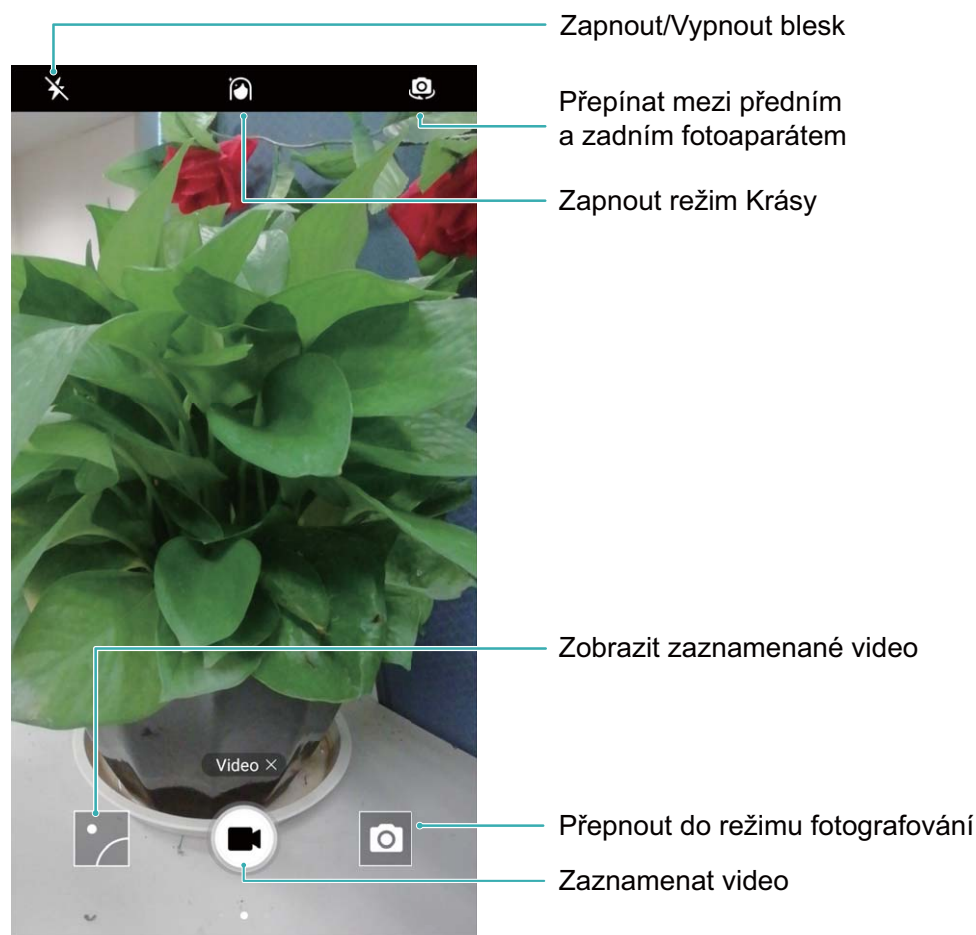 Zapnout/Vypnout blesk
Přepínat mezi předním
a zadním fotoaparátem
Zapnout režim Krásy
Zobrazit zaznamenané video
Video ×
Přepnout do režimu fotografování
Zaznamenat video